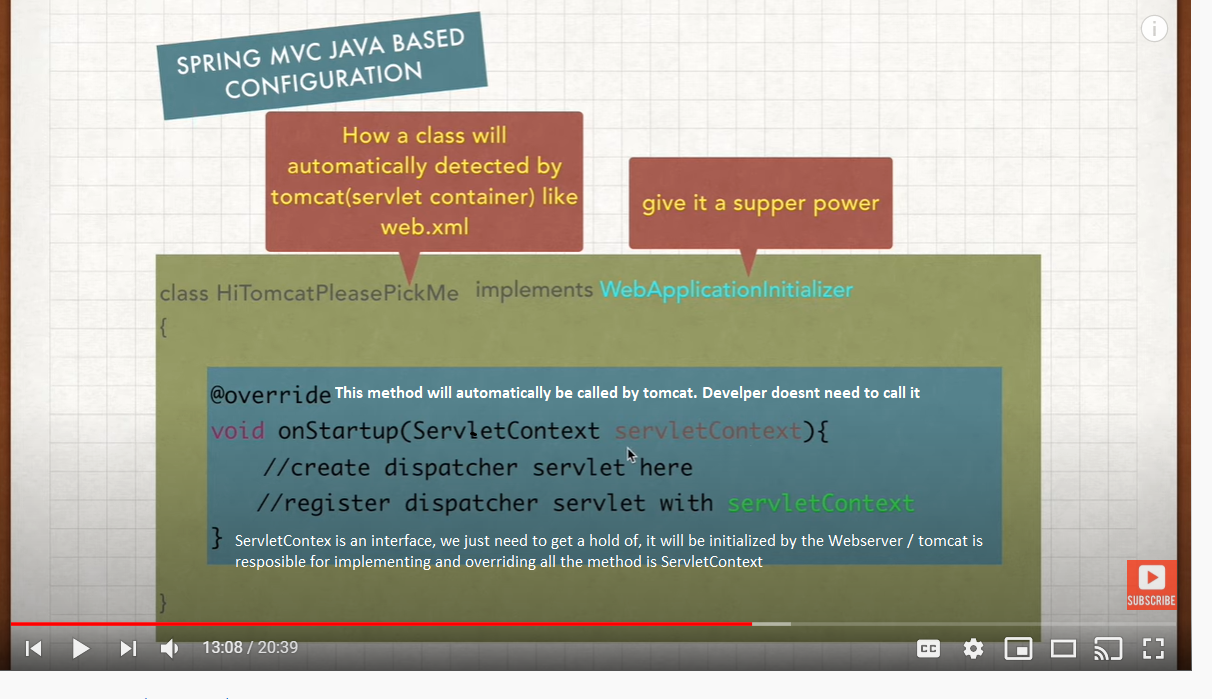 SPRING MVC JAVA BASED
CONFIGURATION
How a class will
automatically detected by
tomcat(servlet container) like
web.xml
give it a supper power
class HiTomcatPleasePickMe implements WebApplicationInitializer
{
@override This method will automatically be called by tomcat. Develper doesnt need to call it
void onStartup(ServletContext servletContext){
//create dispatcher servlet here
//register dispatcher servlet with servletContext
} ServletContex is an interface, we just need to get a hold of, it will be initialized by the Webserver / tomcat is
resposible for implementing and overriding all the method is ServletContext
}
SUBSCRIBE
13:08 / 20:39
CC